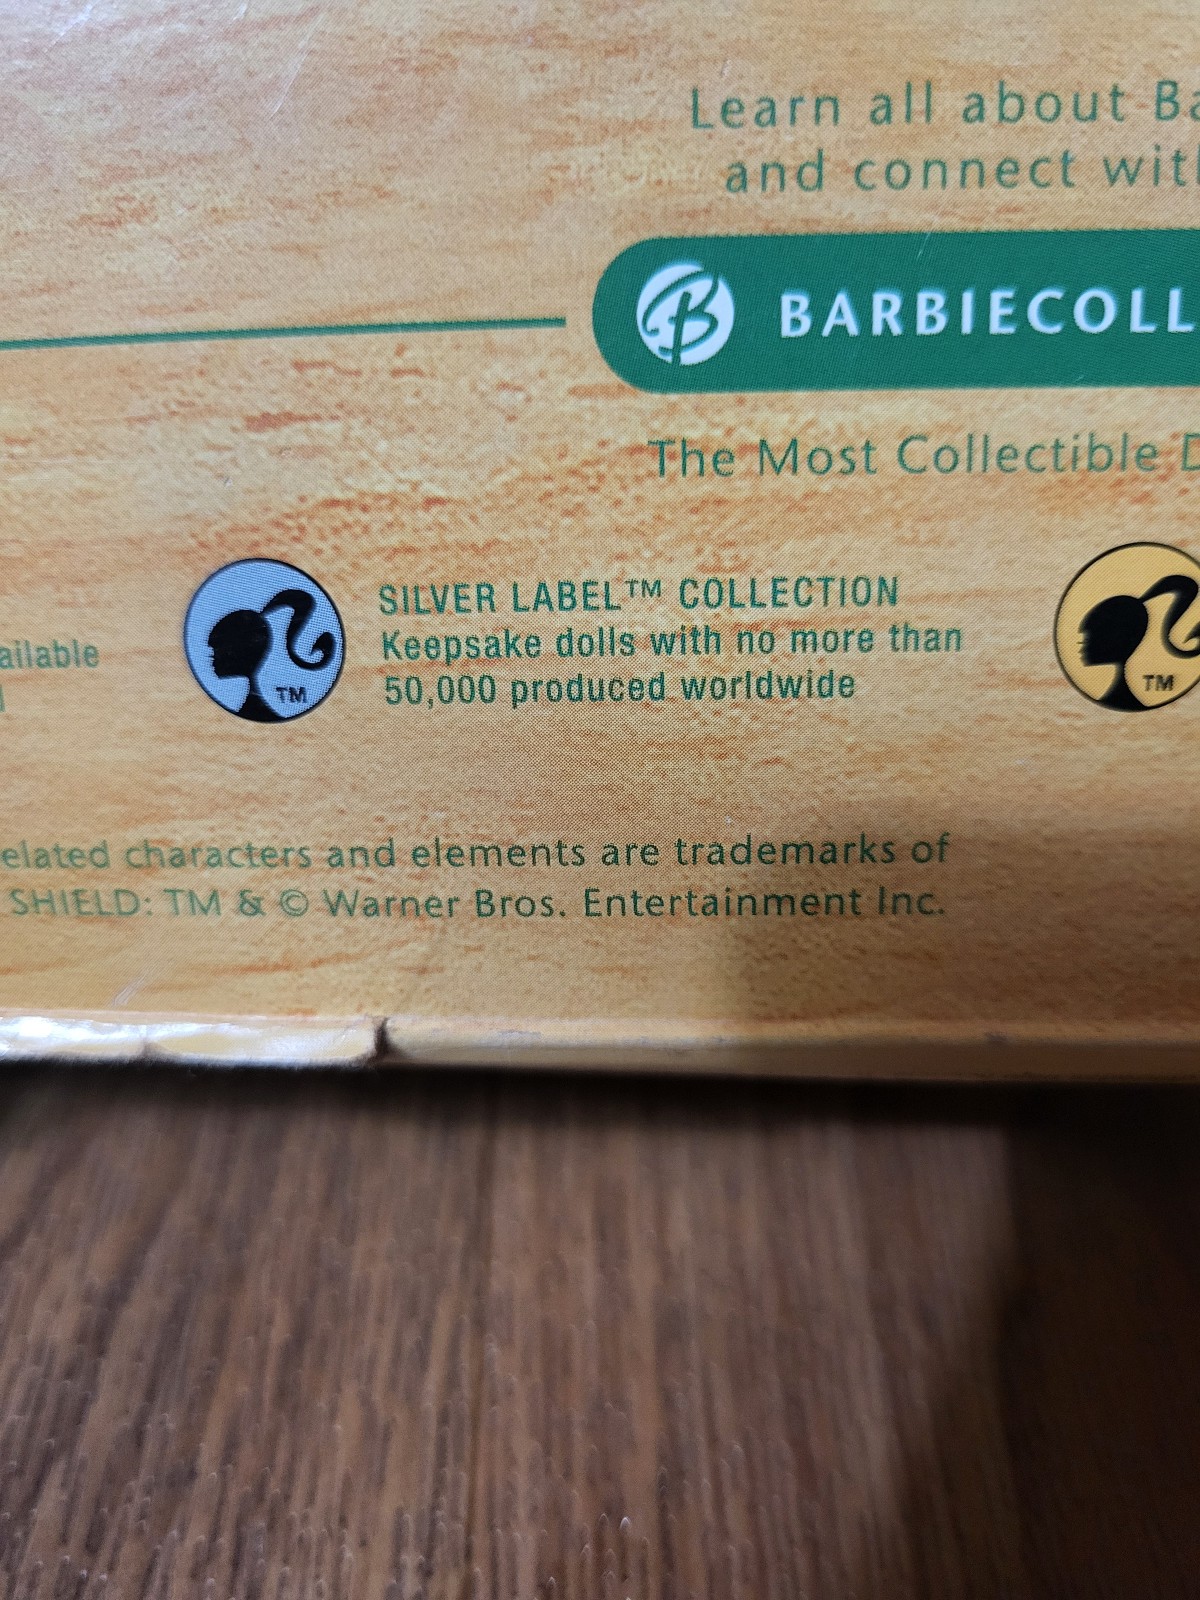 Learn all about Ba
and connect with
B BARBIECOLL
The Most Collectible D
ailable
SILVER LABEL™ COLLECTION
Keepsake dolls with no more than
50,000 produced worldwide
TM
TM
elated characters and elements are trademarks of
SHIELD: TM & © Warner Bros. Entertainment Inc.